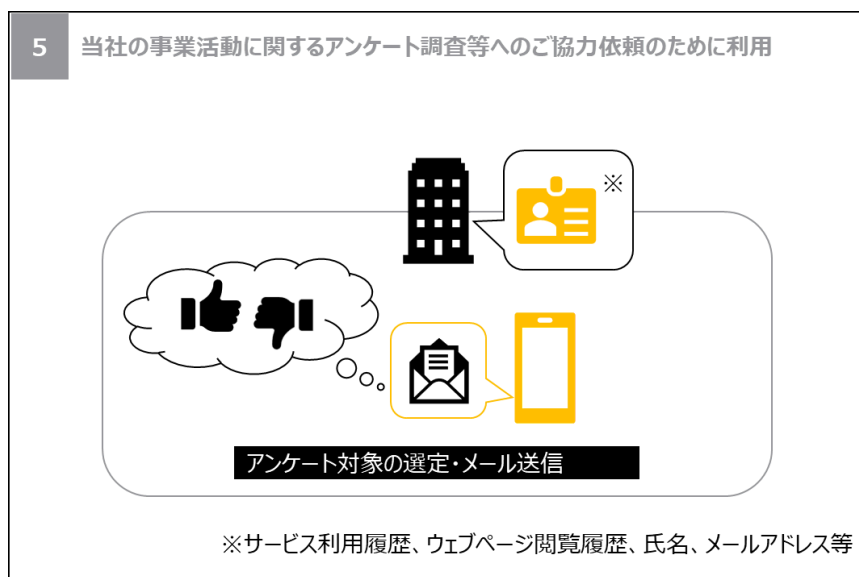 5
当社の事業活動に関するアンケート調査等へのご協力依頼のために利用
※
アンケート対象の選定・メール送信
※サービス利用履歴、ウェブページ閲覧履歴、氏名、メールアドレス等